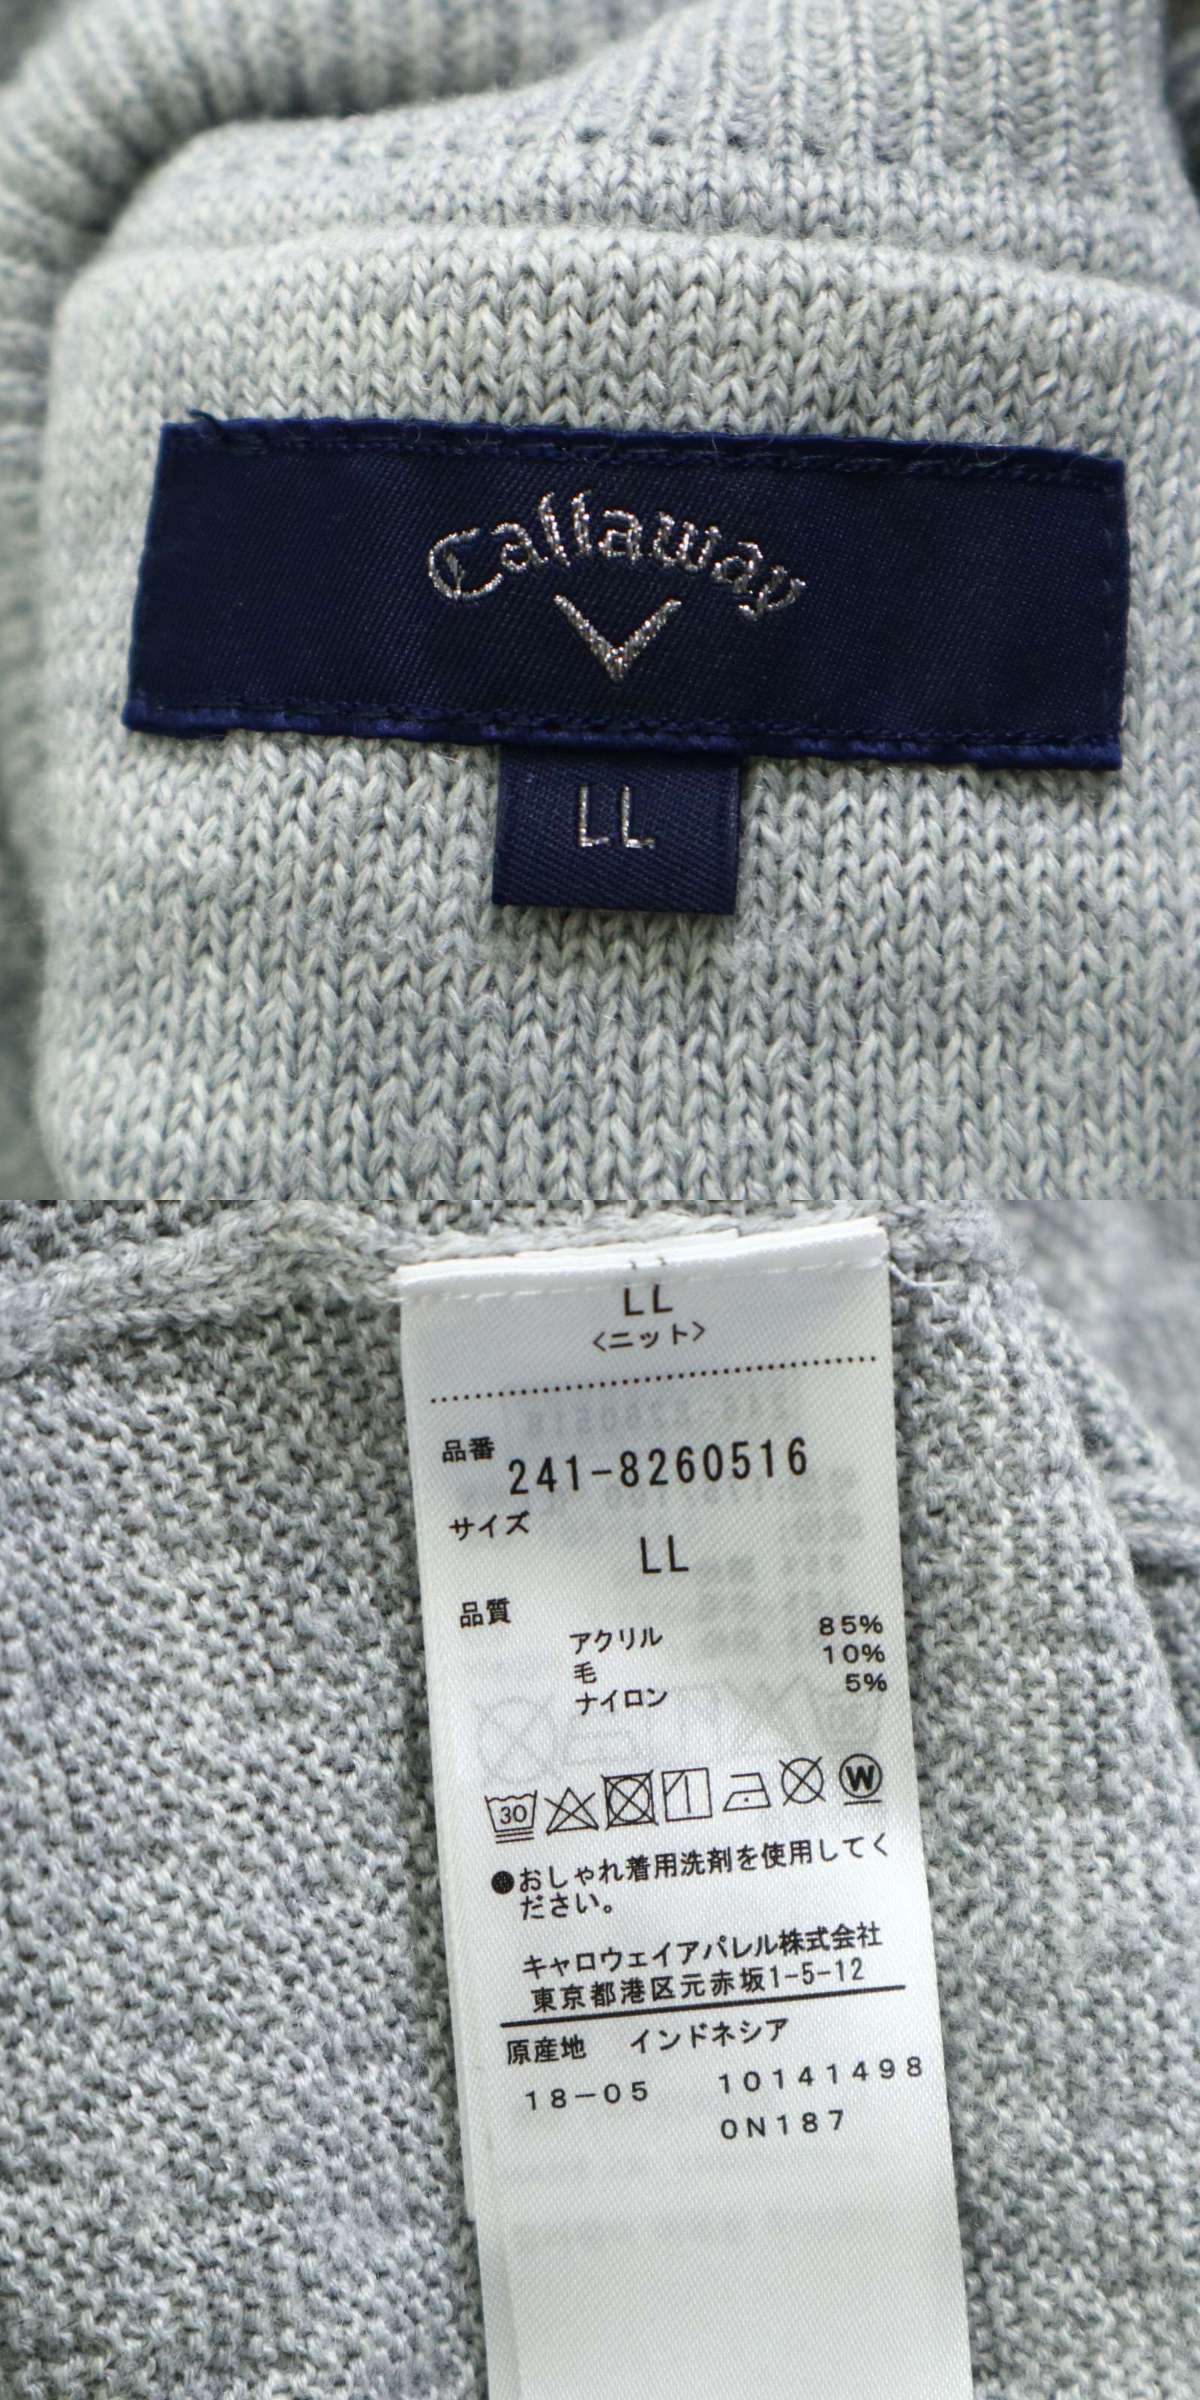 Callaway
LL
LL
<ニット>
品番
241-8260516
サイズ
LL
品質
アクリル 85%
毛 10%
ナイロン 5%
30
W
●おしゃれ着用洗剤を使用してく
ださい。
キャロウェイアパレル株式会社
東京都港区元赤坂1-5-12
原産地 インドネシア
18-05 10141498
0N187